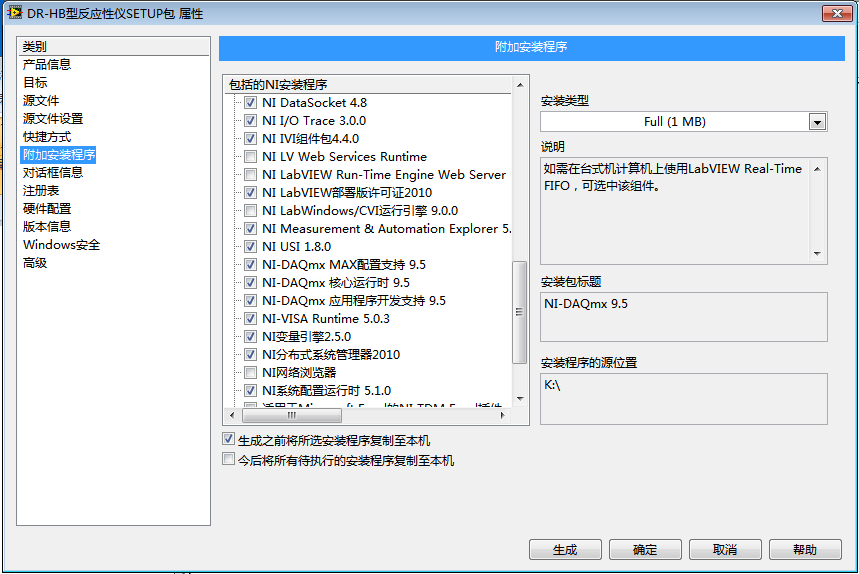 DR-HB型反应性仪SETUP包 属性
类别
产品信息
目标
源文件
源文件设置
快捷方式
附加安装程序
对话框信息
注册表
硬件配置
版本信息
Windows安全
高级
附加安装程序
包括的NI安装程序
NI DataSocket 4.8
NI I/O Trace 3.0.0
NI IVI组件包4.4.0
NI LV Web Services Runtime
NI LabVIEW Run-Time Engine Web Server
NI LabVIEW部署版许可证2010
NI LabWindows/CVI运行引擎 9.0.0
NI Measurement & Automation Explorer 5.
NI USI 1.8.0
NI-DAQmx MAX配置支持 9.5
NI-DAQmx 核心运行时 9.5
NI-DAQmx 应用程序开发支持 9.5
NI-VISA Runtime 5.0.3
NI变量引擎2.5.0
NI分布式系统管理器2010
NI网络浏览器
NI系统配置运行时 5.1.0
生成之前将所选安装程序复制至本机
今后将所有待执行的安装程序复制至本机
安装类型
Full (1 MB)
说明
如需在台式机计算机上使用LabVIEW Real-Time
FIFO，可选中该组件。
安装包标题
NI-DAQmx 9.5
安装程序的源位置
K:\
生成
确定
取消
帮助